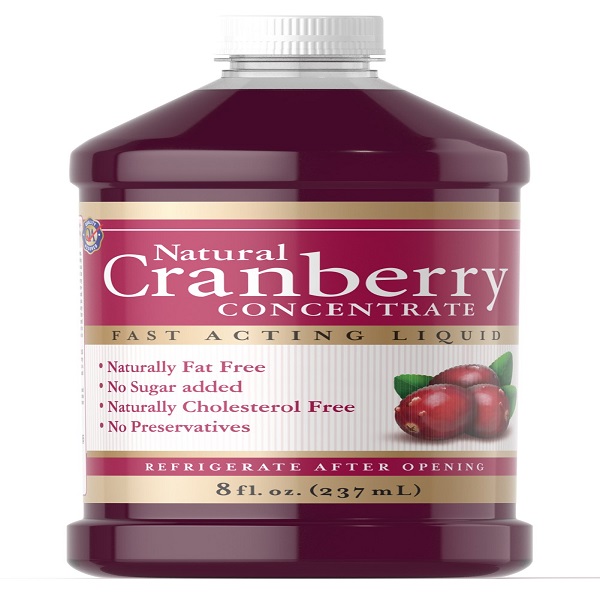 Natural
Cranberry
CONCENTRATE
FAST ACTING LIQUID
• Naturally Fat Free
• No Sugar added
• Naturally Cholesterol Free
• No Preservatives
REFRIGERATE AFTER OPENING
8 fl. oz. (237 mL)